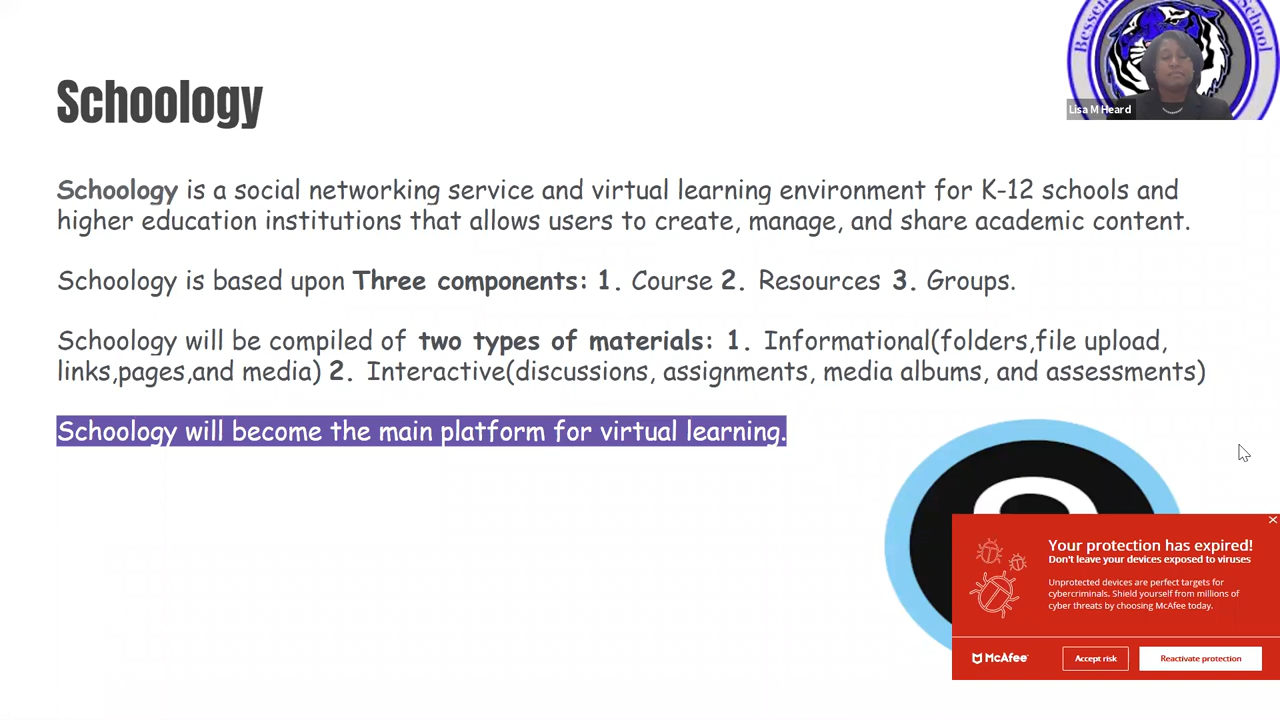 Schoology
Schoology is a social networking service and virtual learning environment for K-12 schools and
higher education institutions that allows users to create, manage, and share academic content.
Schoology is based upon Three components: 1. Course 2. Resources 3. Groups.
Schoology will be compiled of two types of materials: 1. Informational(folders,file upload,
links,pages,and media) 2. Interactive(discussions, assignments, media albums, and assessments)
Schoology will become the main platform for virtual learning.
School
Lisa M Heard
Your protection has expired!
Don't leave your devices exposed to viruses
Unprotected devices are perfect targets for
cybercriminals. Shield yourself from millions of
cyber threats by choosing McAfee today.
McAfee
Accept risk
Reactivate protection